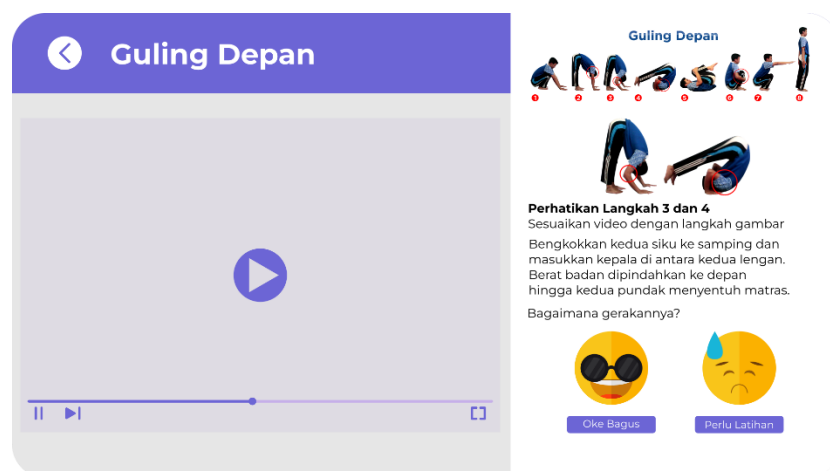 Guling Depan
Guling Depan
1 2 3 4 5 6 7 8
Perhatikan Langkah 3 dan 4
Sesuaikan video dengan langkah gambar
Bengkokkan kedua siku ke samping dan
masukkan kepala di antara kedua lengan.
Berat badan dipindahkan ke depan
hingga kedua pundak menyentuh matras.
Bagaimana gerakannya?
Oke Bagus
Perlu Latihan